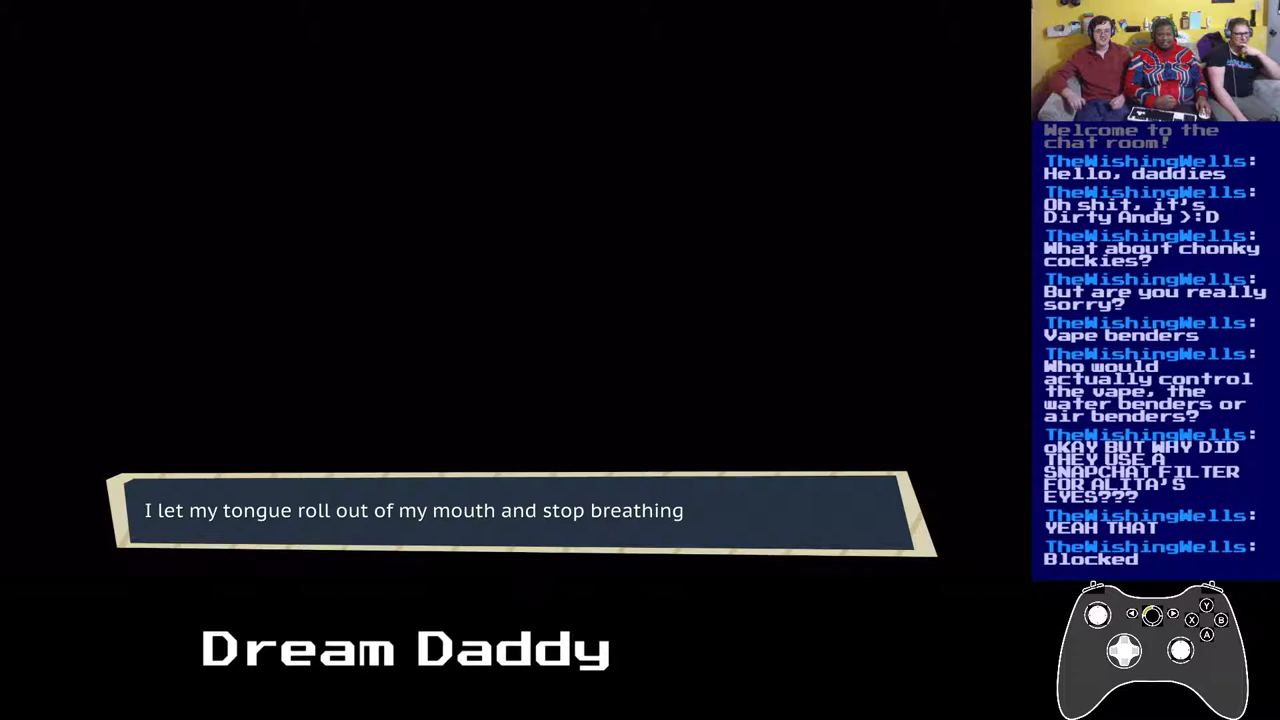 I let my tongue roll out of my mouth and stop breathing
Dream Daddy
Welcome to the
chat room!
TheWishingWells:
Hello, daddies
TheWishingWells:
Oh shit, it's
Dirty Andy >:D
TheWishingWells:
What about chonky
cockies?
TheWishingWells:
But are you really
sorry?
TheWishingWells:
Vape benders
TheWishingWells:
Who would
actually control
the vape, the
water benders or
air benders?
TheWishingWells:
oKAY BUT WHY DID
THEY USE A
SNAPCHAT FILTER
FOR ALITA'S
EYES???
TheWishingWells:
YEAH THAT
TheWishingWells:
Blocked
Y
X
B
A